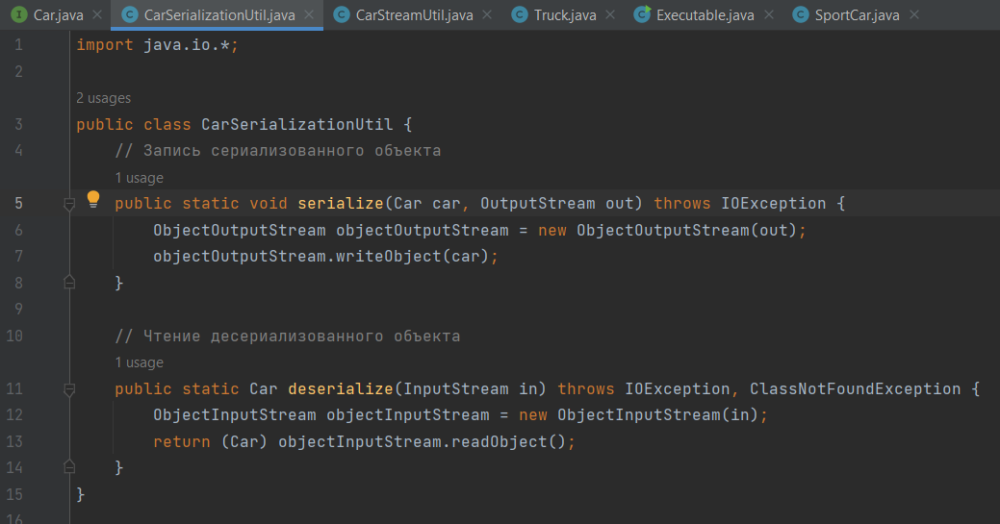 Car.java CarSerializationUtil.java CarStreamUtil.java Truck.java Executable.java SportCar.java
1 import java.io.*;
2
2 usages
3 public class CarSerializationUtil {
4 // Запись сериализованного объекта
1 usage
5 public static void serialize(Car car, OutputStream out) throws IOException {
6 ObjectOutputStream objectOutputStream = new ObjectOutputStream(out);
7 objectOutputStream.writeObject(car);
8 }
9
10 // Чтение десериализованного объекта
1 usage
11 public static Car deserialize(InputStream in) throws IOException, ClassNotFoundException {
12 ObjectInputStream objectInputStream = new ObjectInputStream(in);
13 return (Car) objectInputStream.readObject();
14 }
15 }
16